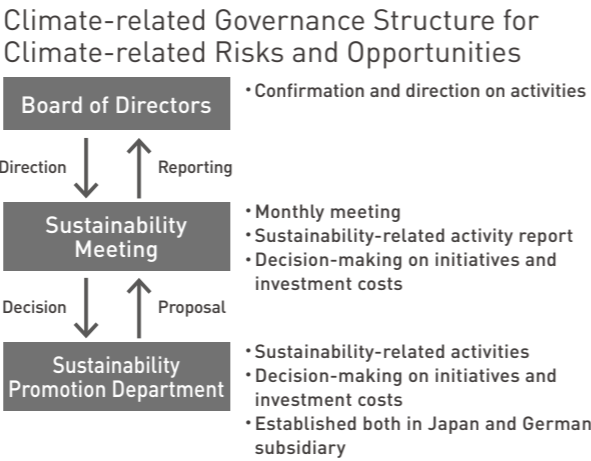 Climate-related Governance Structure for
Climate-related Risks and Opportunities
Board of Directors
• Confirmation and direction on activities
Direction
Reporting
Sustainability
Meeting
• Monthly meeting
• Sustainability-related activity report
• Decision-making on initiatives and
investment costs
Decision
Proposal
Sustainability
Promotion Department
• Sustainability-related activities
• Decision-making on initiatives and
investment costs
• Established both in Japan and German
subsidiary